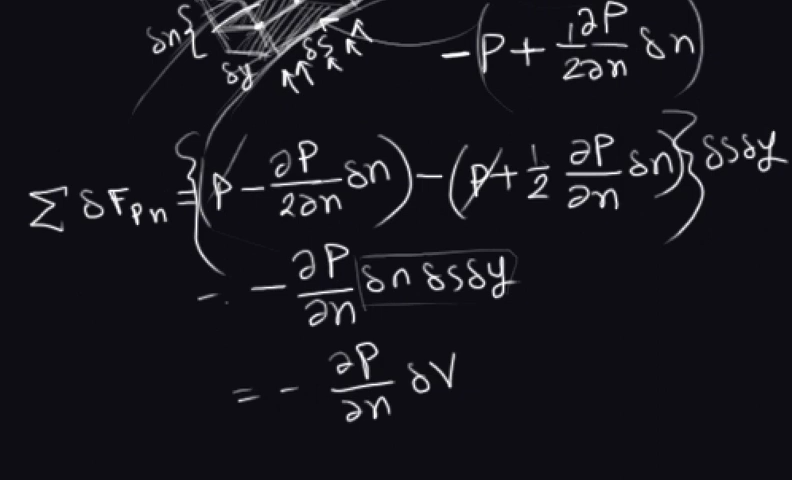 δn{
δy δS
-(P + 1/2 ∂P/∂n δn)
∑ δF_Pn = {(P - ∂P/2∂n δn) - (P + 1/2 ∂P/∂n δn)} δsδy
= - ∂P/∂n δn δsδy
= - ∂P/∂n δV